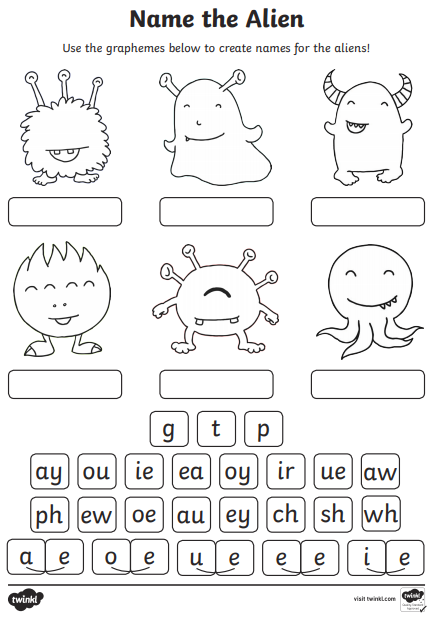 Name the Alien
Use the graphemes below to create names for the aliens!
g t p
ay ou ie ea oy ir ue aw
ph ew oe au ey ch sh wh
a e o e u e e e i e
twinkl visit twinkl.com twinkl